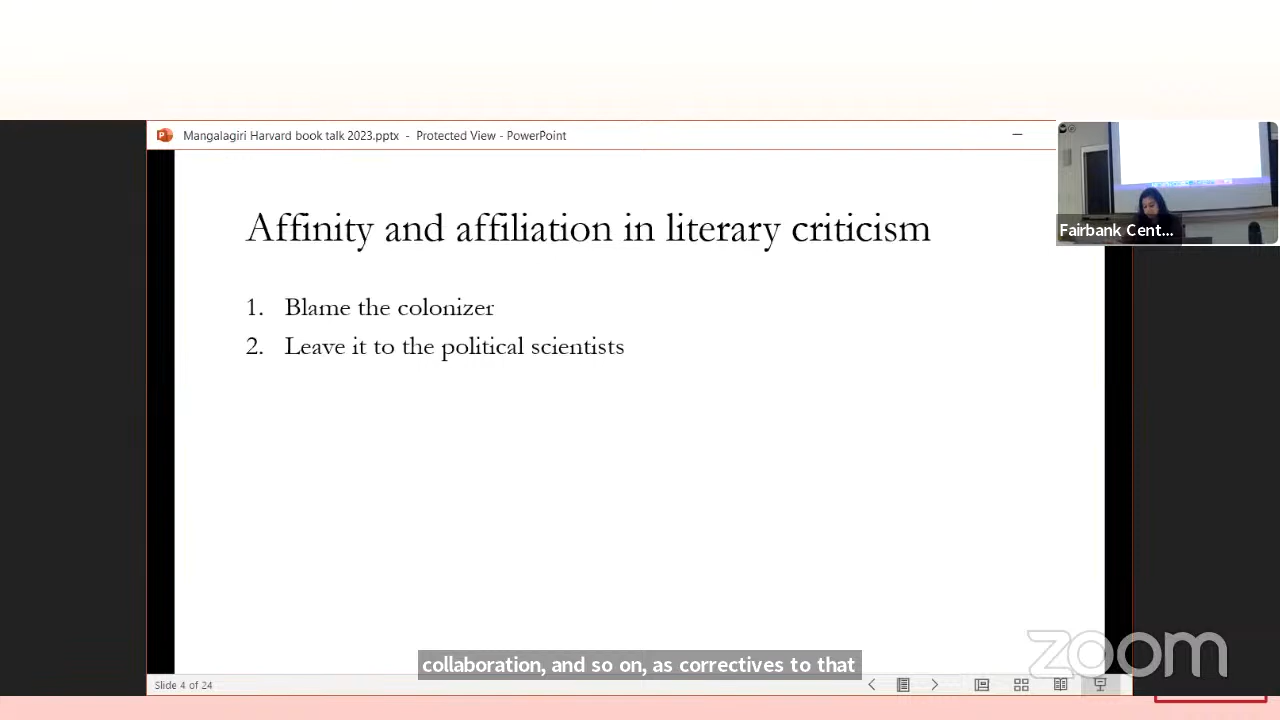 Mangalagiri Harvard book talk 2023.pptx - Protected View - PowerPoint
Affinity and affiliation in literary criticism
1. Blame the colonizer
2. Leave it to the political scientists
Fairbank Cent...
collaboration, and so on, as correctives to that
zoom
Slide 4 of 24